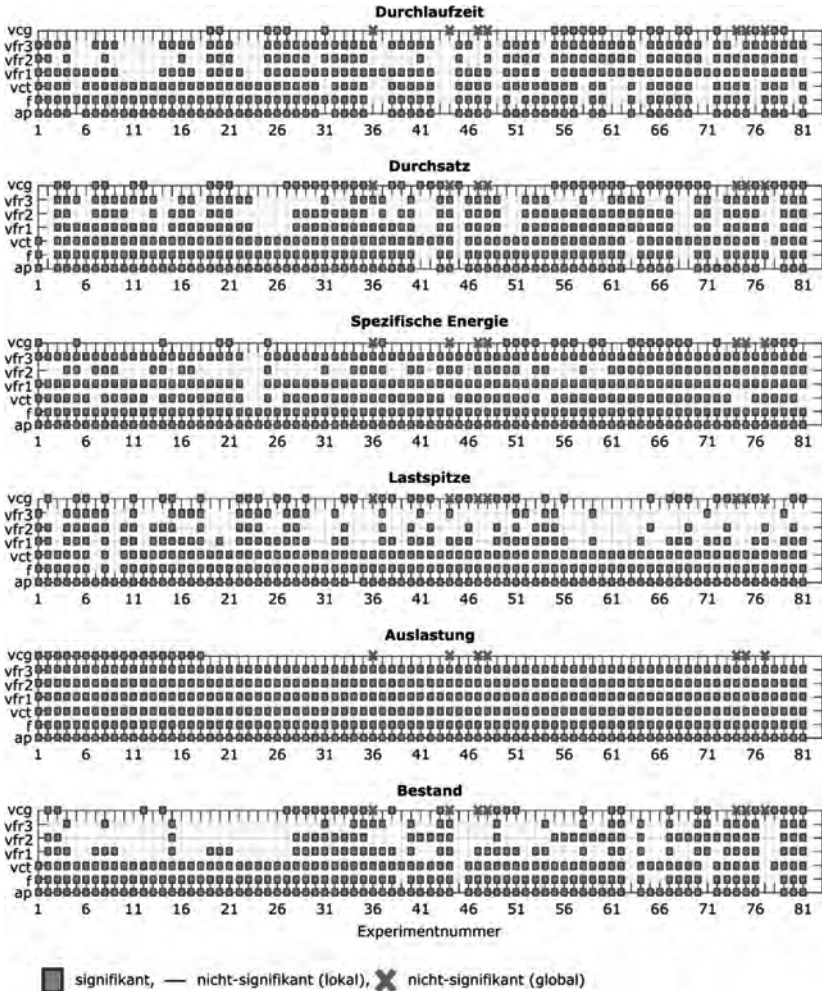 Durchlaufzeit
vcg
vfr3
vfr2
vfr1
vct
f
ap
1 6 11 16 21 26 31 36 41 46 51 56 61 66 71 76 81
Durchsatz
vcg
vfr3
vfr2
vfr1
vct
f
ap
1 6 11 16 21 26 31 36 41 46 51 56 61 66 71 76 81
Spezifische Energie
vcg
vfr3
vfr2
vfr1
vct
f
ap
1 6 11 16 21 26 31 36 41 46 51 56 61 66 71 76 81
Lastspitze
vcg
vfr3
vfr2
vfr1
vct
f
ap
1 6 11 16 21 26 31 36 41 46 51 56 61 66 71 76 81
Auslastung
vcg
vfr3
vfr2
vfr1
vct
f
ap
1 6 11 16 21 26 31 36 41 46 51 56 61 66 71 76 81
Bestand
vcg
vfr3
vfr2
vfr1
vct
f
ap
1 6 11 16 21 26 31 36 41 46 51 56 61 66 71 76 81
Experimentnummer
signifikant, — nicht-signifikant (lokal), nicht-signifikant (global)